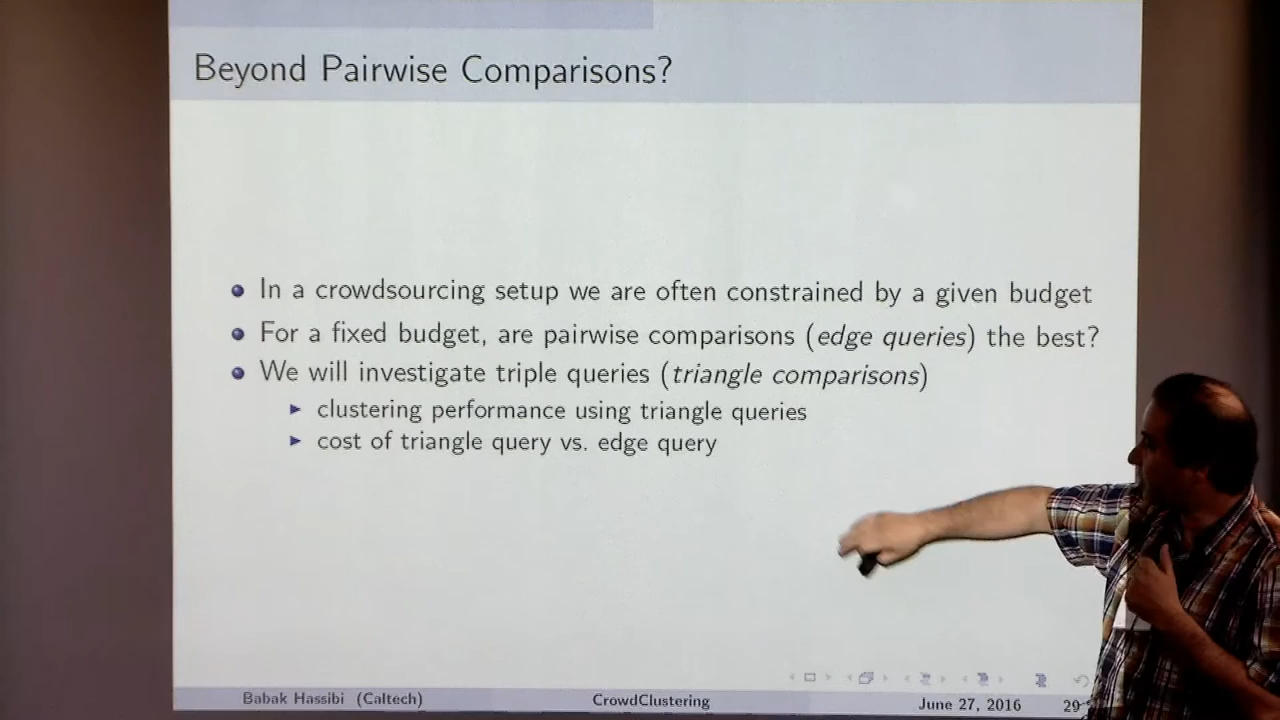 Beyond Pairwise Comparisons?
In a crowdsourcing setup we are often constrained by a given budget
For a fixed budget, are pairwise comparisons (edge queries) the best?
We will investigate triple queries (triangle comparisons)
clustering performance using triangle queries
cost of triangle query vs. edge query
Babak Hassibi (Caltech) CrowdClustering June 27, 2016 29